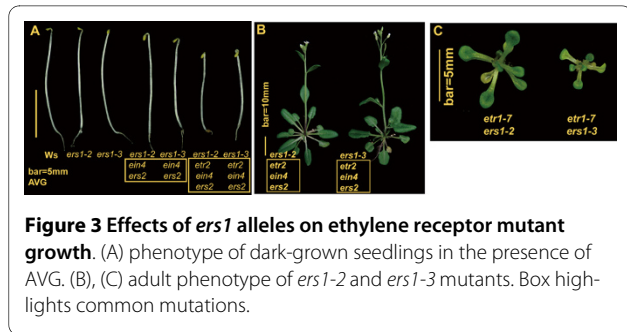 A
B
C
Ws ers1-2 ers1-3 ers1-2 ers1-3 ers1-2 ers1-3
ein4 ein4 etr2 etr2
ers2 ers2 ein4 ein4
ers2 ers2
bar=5mm
AVG
bar=10mm
ers1-2 ers1-3
etr2 etr2
ein4 ein4
ers2 ers2
bar=5mm
etr1-7 etr1-7
ers1-2 ers1-3
Figure 3 Effects of ers1 alleles on ethylene receptor mutant
growth. (A) phenotype of dark-grown seedlings in the presence of
AVG. (B), (C) adult phenotype of ers1-2 and ers1-3 mutants. Box high-
lights common mutations.